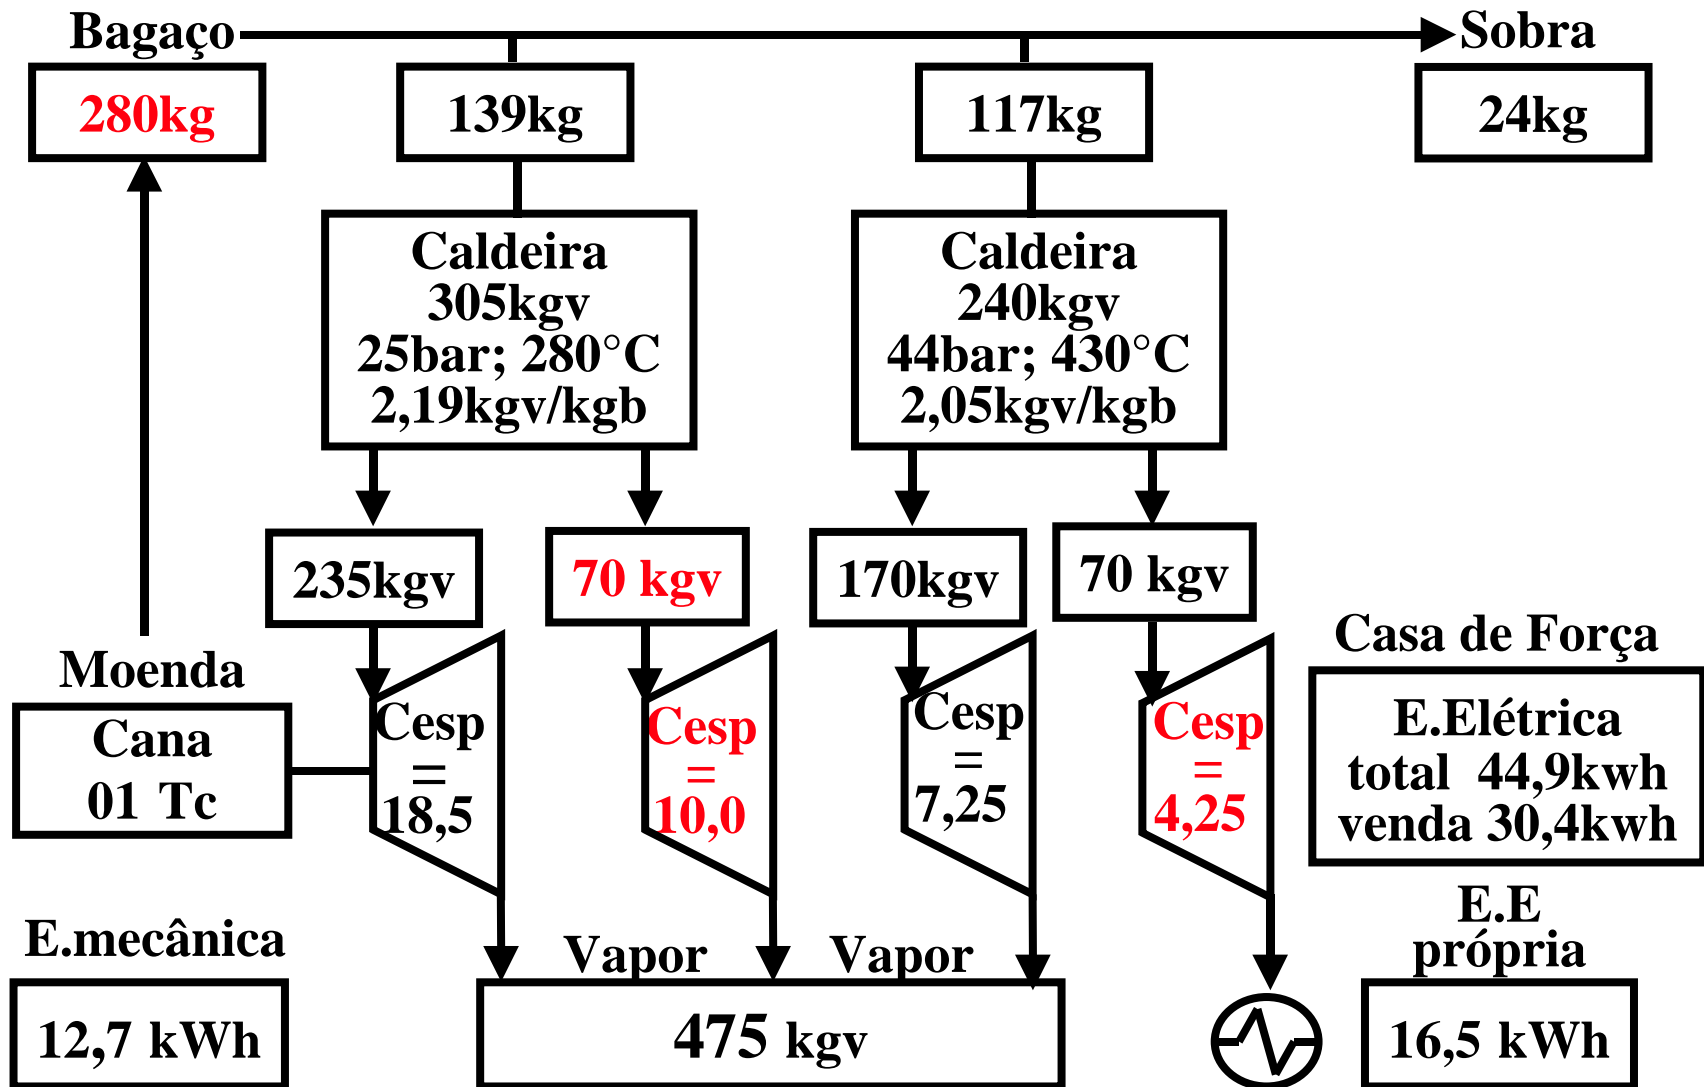 Bagaço
Sobra
280kg
139kg
117kg
24kg
Caldeira
305kgv
25bar; 280°C
2,19kgv/kgb
Caldeira
240kgv
44bar; 430°C
2,05kgv/kgb
235kgv
70 kgv
170kgv
70 kgv
Moenda
Cana
01 Tc
Cesp
=
18,5
Cesp
=
10,0
Cesp
=
7,25
Cesp
=
4,25
Casa de Força
E.Elétrica
total 44,9kwh
venda 30,4kwh
E.mecânica
12,7 kWh
Vapor
Vapor
475 kgv
E.E
própria
16,5 kWh